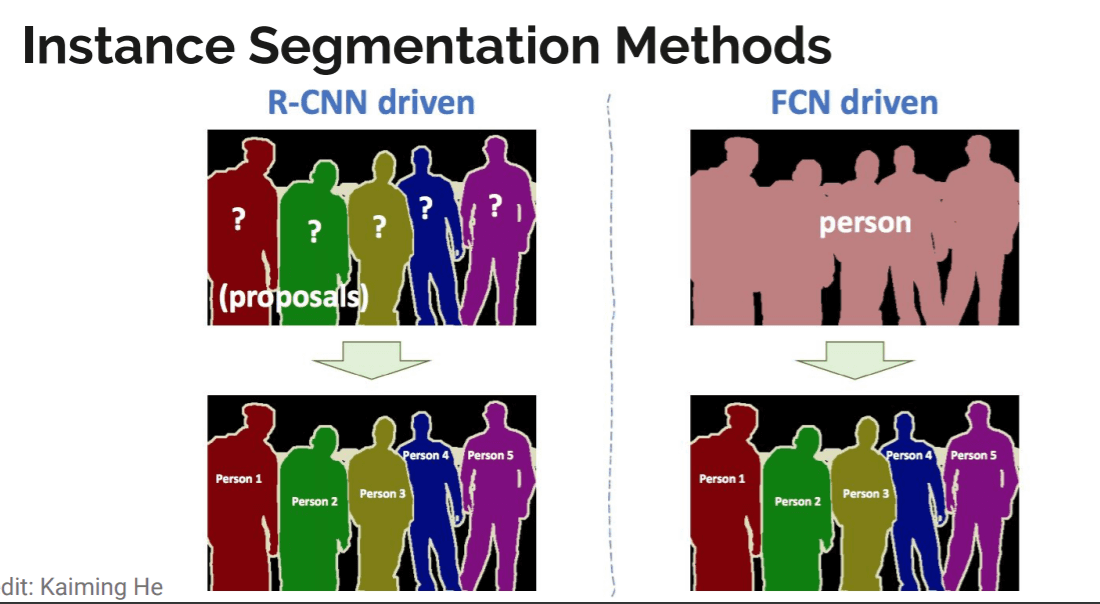 Instance Segmentation Methods
R-CNN driven
?
?
?
?
?
(proposals)
Person 1
Person 2
Person 3
Person 4
Person 5
FCN driven
person
Person 1
Person 2
Person 3
Person 4
Person 5
dit: Kaiming He